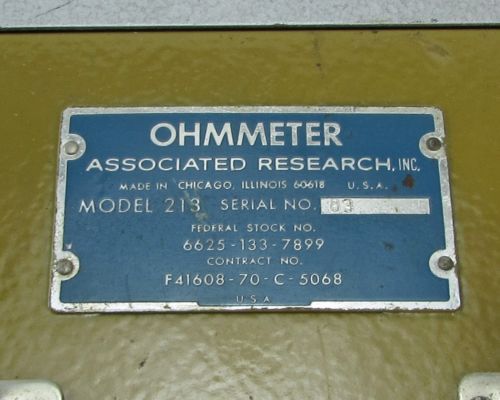 OHMMETER
ASSOCIATED RESEARCH, INC.
MADE IN CHICAGO, ILLINOIS 60618 U.S.A.
MODEL 213 SERIAL NO.
FEDERAL STOCK NO.
6625-133-7899
CONTRACT NO.
F41608-70-C-5068
USA